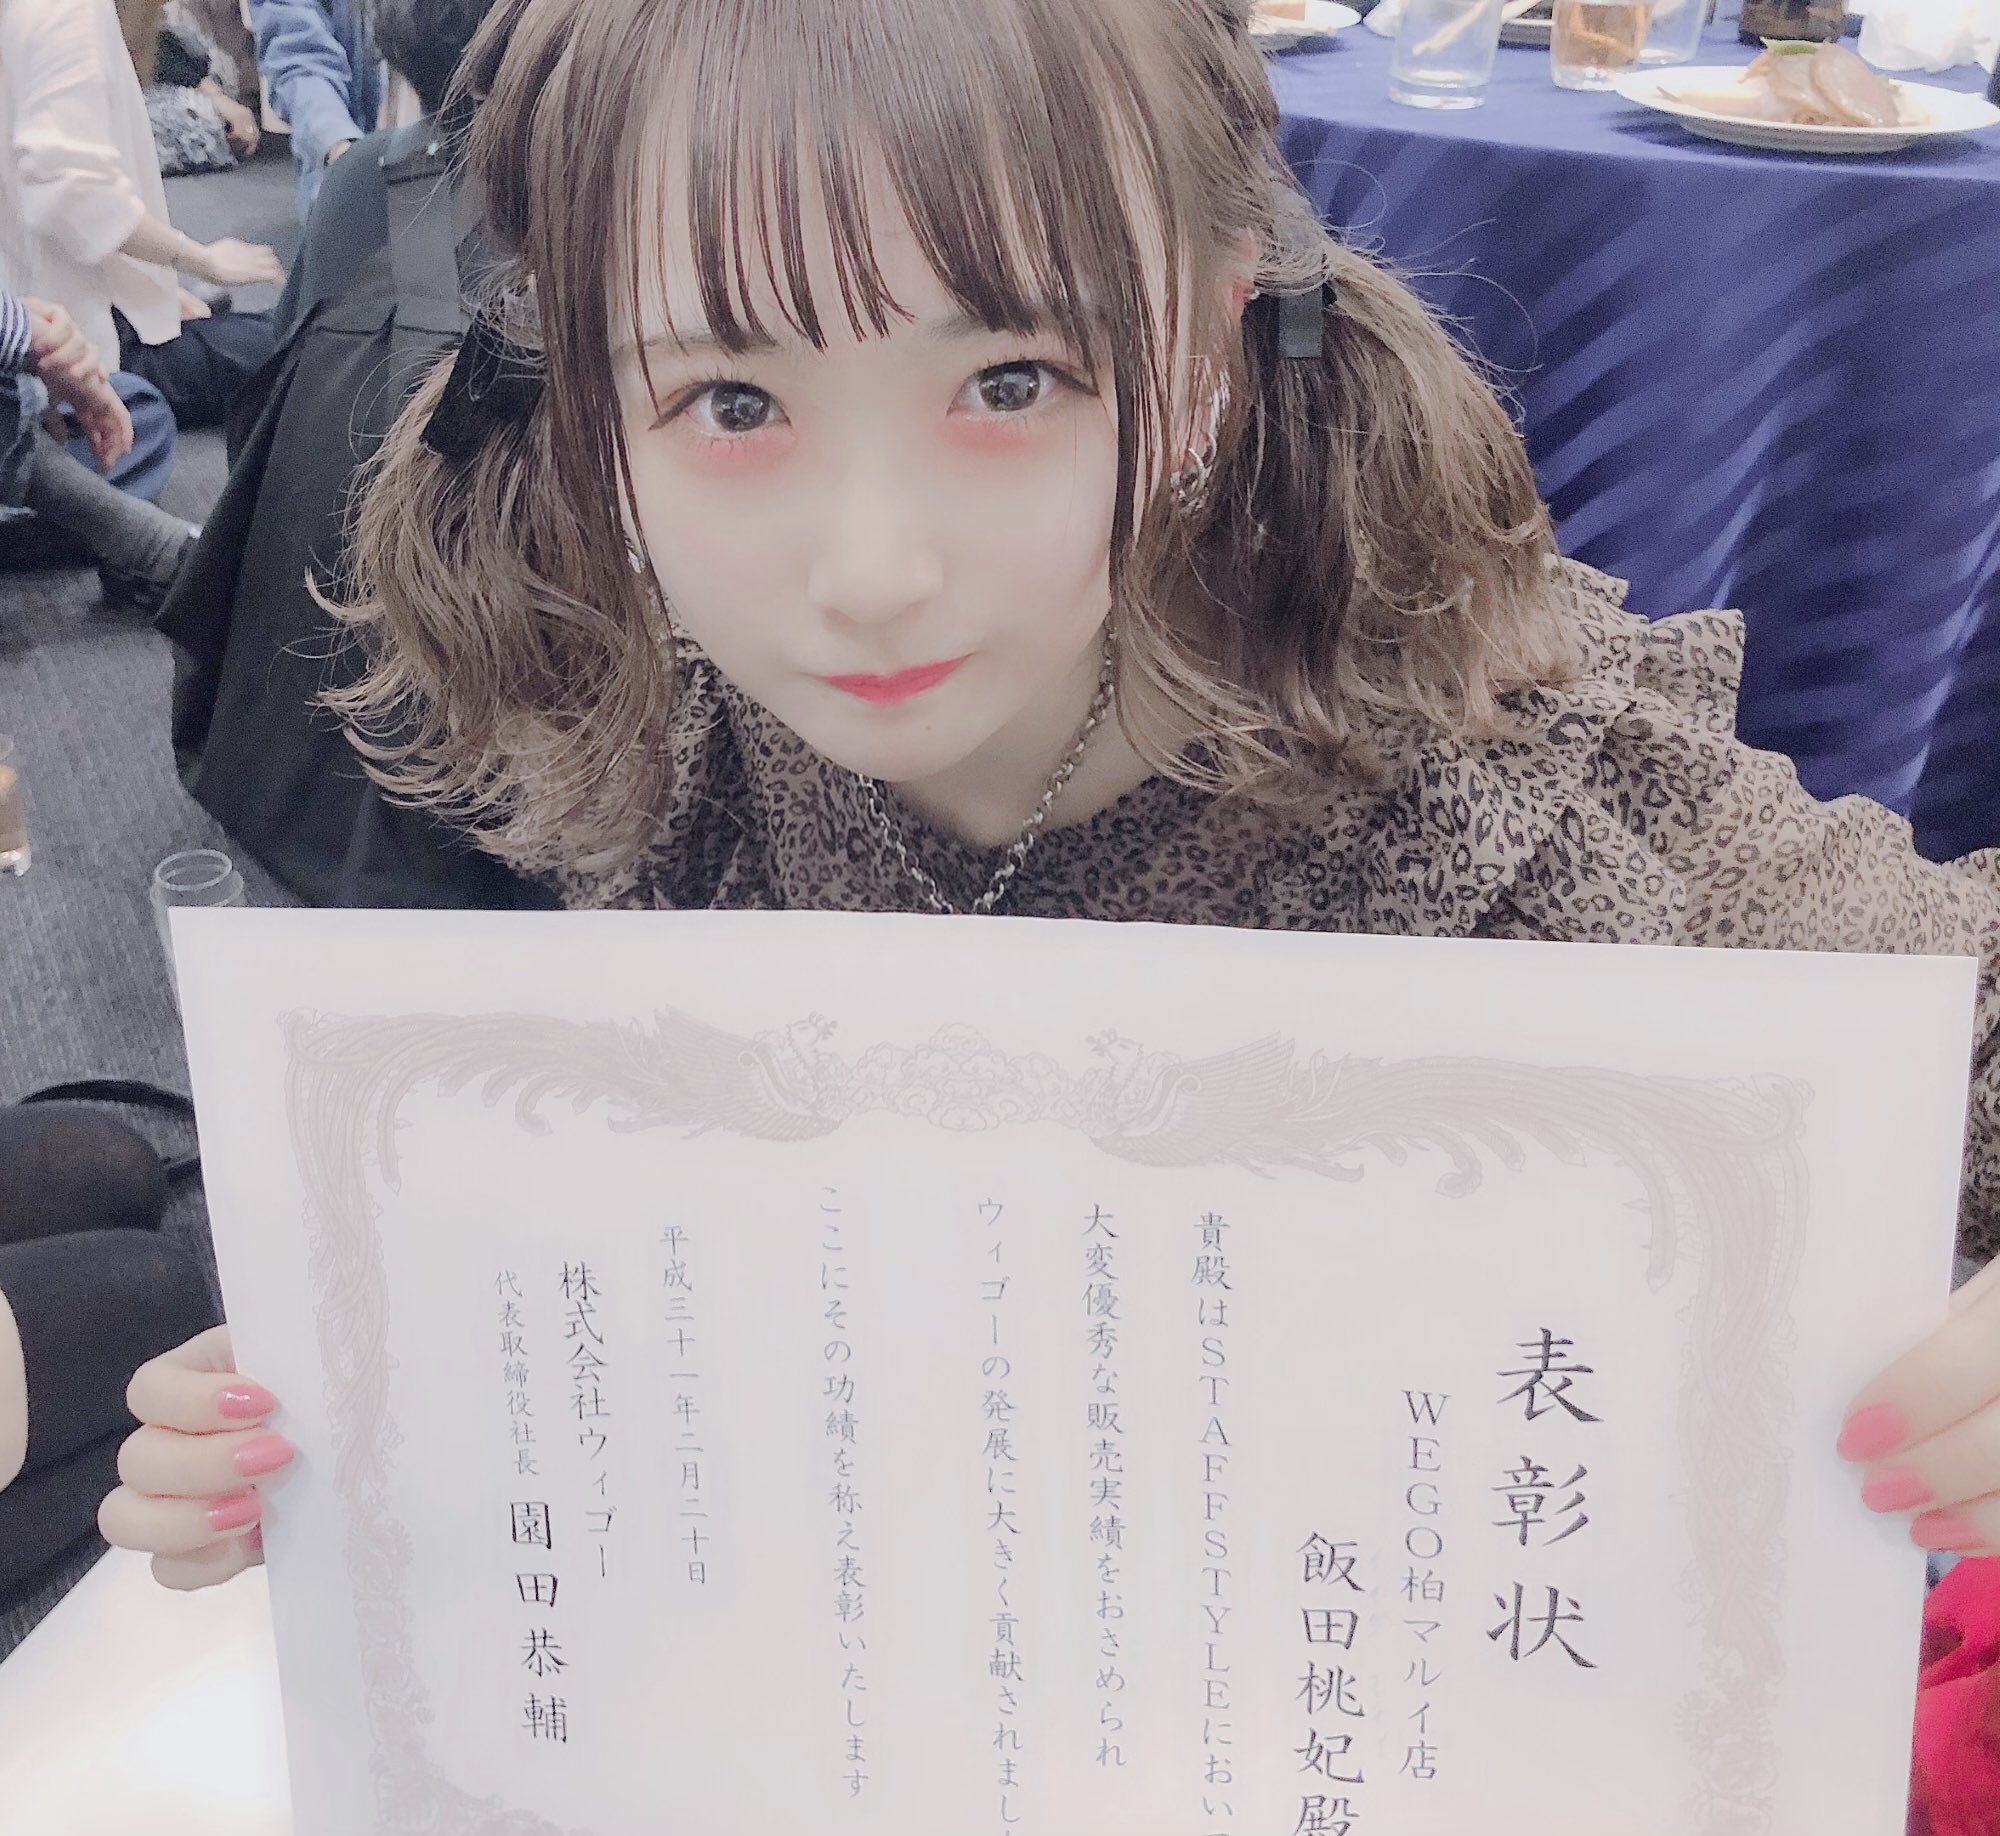 表彰状
WEGO柏マルイ店
飯田桃妃殿
貴殿はSTAFFSTYLEにおいて
大変優秀な販売実績をおさめられ
ウィゴーの発展に大きく貢献されました
ここにその功績を称え表彰いたします
平成三十一年二月二十日
株式会社ウィゴー
代表取締役社長 園田恭輔